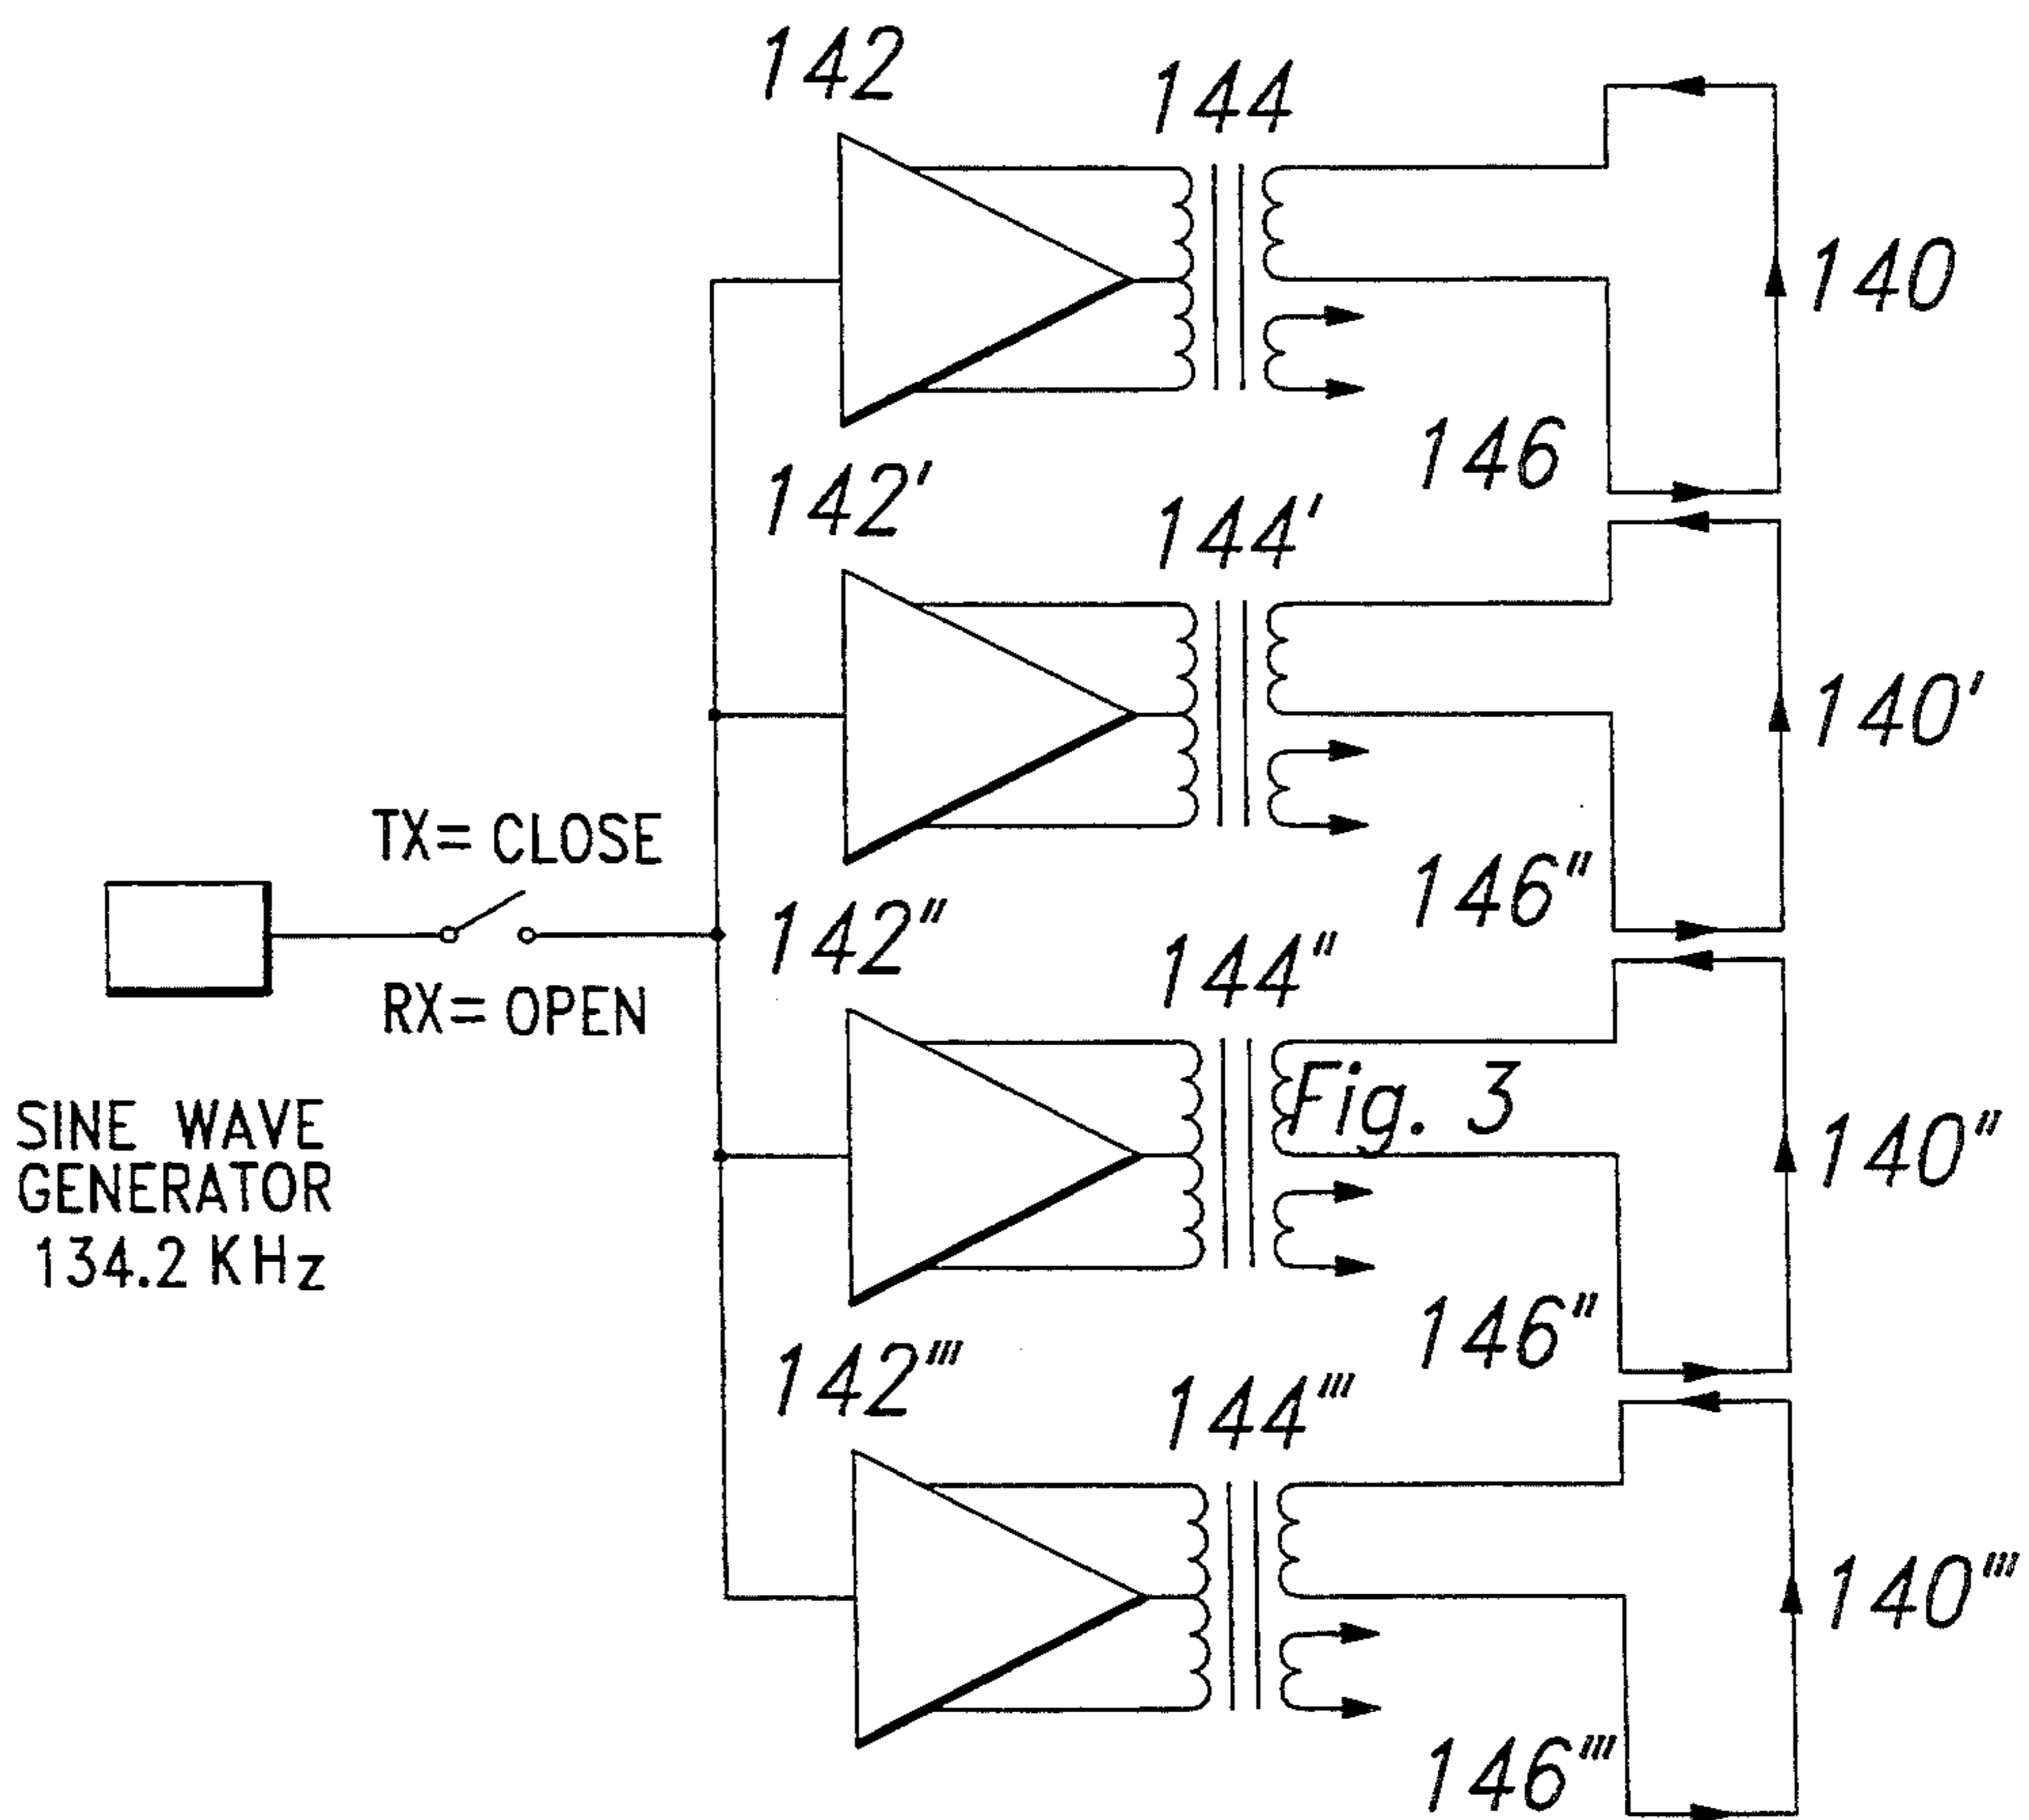 142
144
140
146
142'
144'
140'
TX= CLOSE
146"
RX= OPEN
142"
144"
Fig. 3
SINE WAVE
GENERATOR
134.2 KHz
140"
146"
142'''
144'''
140'''
146'''